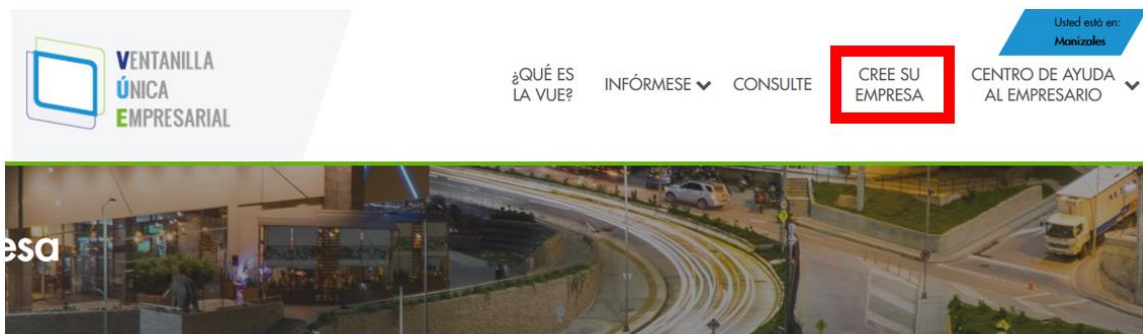 VENTANILLA
ÚNICA
EMPRESARIAL
¿QUÉ ES
LA VUE?
INFÓRMESE
CONSULTE
CREE SU
EMPRESA
CENTRO DE AYUDA
AL EMPRESARIO
Usted está en:
Manizales
esa